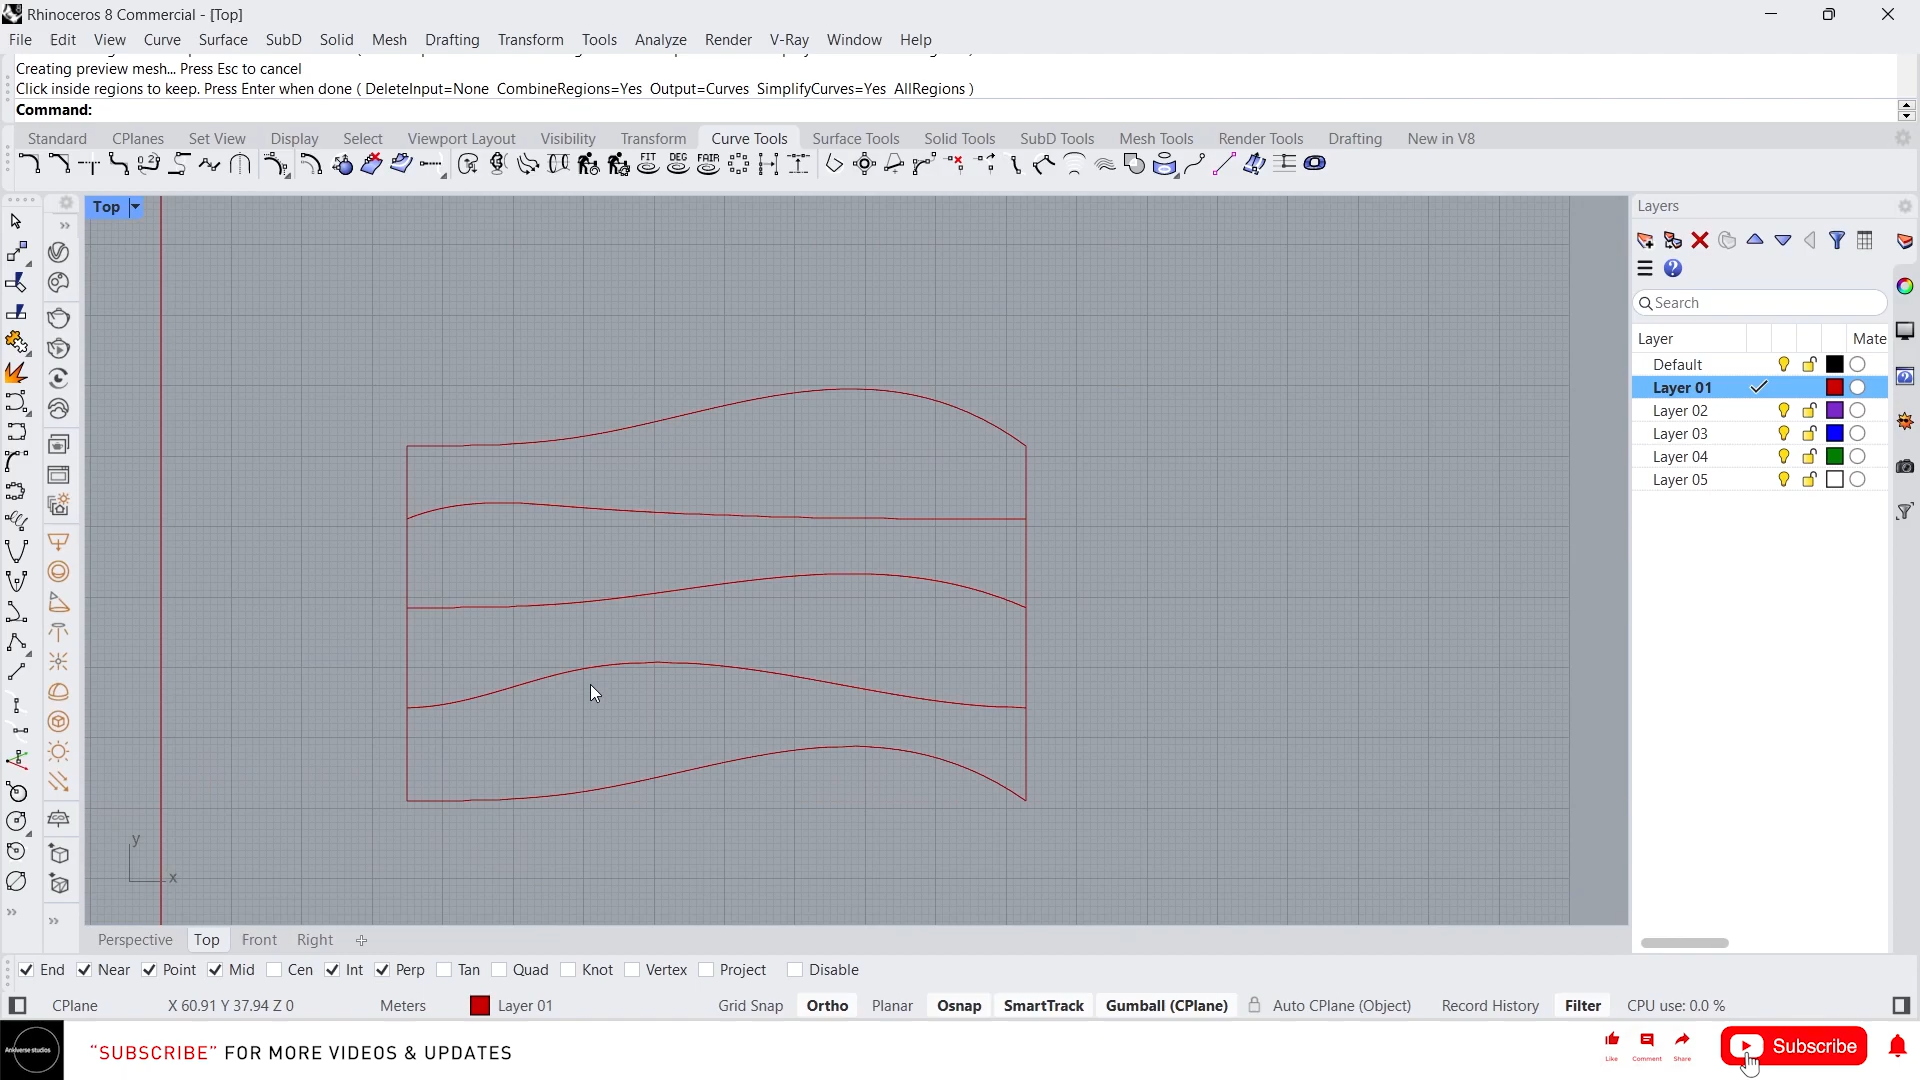 Rhinoceros 8 Commercial - [Top]
File Edit View Curve Surface SubD Solid Mesh Drafting Transform Tools Analyze Render V-Ray Window Help
Creating preview mesh... Press Esc to cancel
Click inside regions to keep. Press Enter when done ( DeleteInput=None CombineRegions=Yes Output=Curves SimplifyCurves=Yes AllRegions )
Command:
Standard CPlanes Set View Display Select Viewport Layout Visibility Transform Curve Tools Surface Tools Solid Tools SubD Tools Mesh Tools Render Tools Drafting New in V8
FIT DEG FAIR
Top
Layers
Search
Layer Mate
Default
Layer 01
Layer 02
Layer 03
Layer 04
Layer 05
y
x
Perspective Top Front Right
End Near Point Mid Cen Int Perp Tan Quad Knot Vertex Project Disable
CPlane X 60.91 Y 37.94 Z 0 Meters Layer 01 Grid Snap Ortho Planar Osnap SmartTrack Gumball (CPlane) Auto CPlane (Object) Record History Filter CPU use: 0.0 %
"SUBSCRIBE" FOR MORE VIDEOS & UPDATES
Like Comment Share
Subscribe